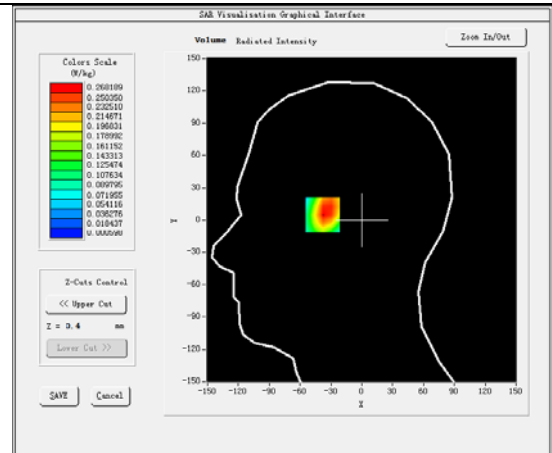 SAR Visualisation Graphical Interface
Volume Radiated Intensity
Zoom In/Out
Colors Scale
(W/kg)
0.268189
0.250350
0.232510
0.214671
0.196831
0.178992
0.161152
0.143313
0.125474
0.107634
0.089795
0.071955
0.054116
0.036276
0.018437
0.000598
Z-Cuts Control
<< Upper Cut
Z = 0.4 mm
Lower Cut >>
SAVE Cancel
150
120
90
60
30
0
-30
-60
-90
-120
-150
Y
-150 -120 -90 -60 -30 0 30 60 90 120 150
X